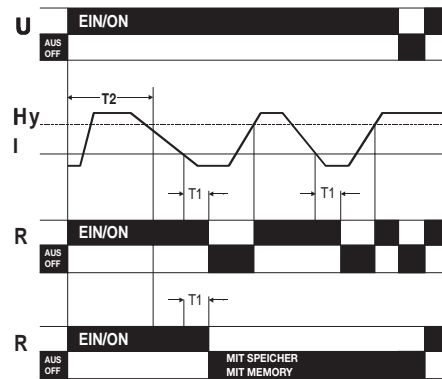 U EIN/ON
AUS
OFF
T2
Hy
I
T1 T1
R EIN/ON
AUS
OFF
T1
R EIN/ON
AUS
OFF
MIT SPEICHER
MIT MEMORY